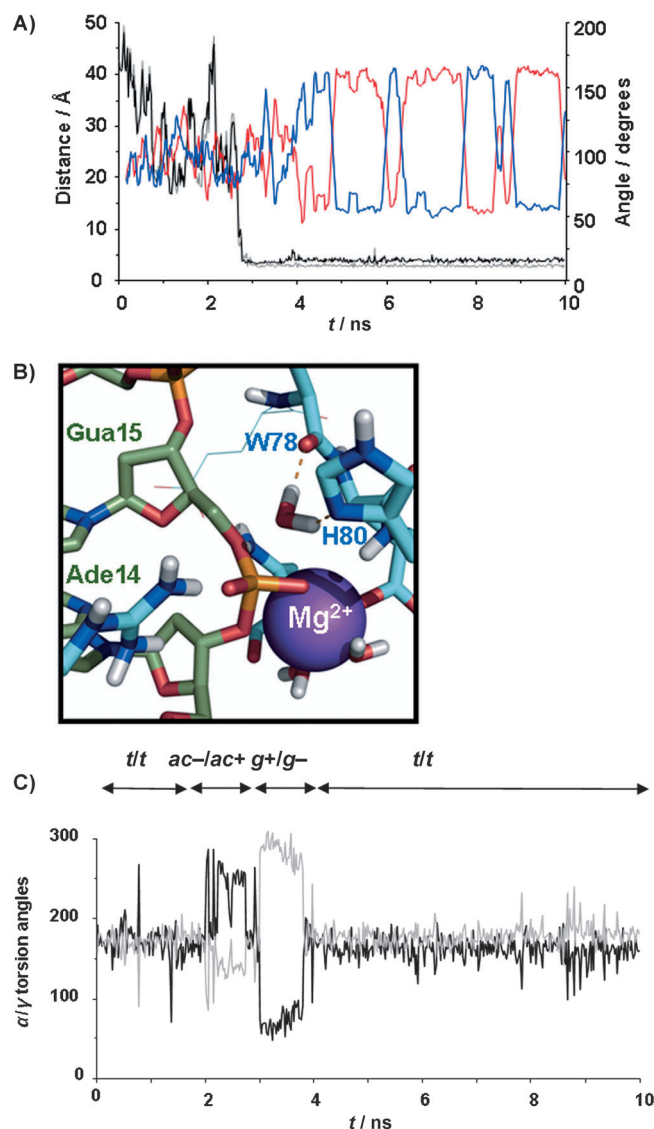 A)
50
40
30
20
10
0
Distance / Å
200
150
100
50
0
Angle / degrees
0 2 4 6 8 10
t / ns
B)
Gua15
W78
H80
Ade14
Mg²⁺
C)
t/t ac–/ac+ g+/g– t/t
300
200
100
0
α/γ torsion angles
0 2 4 6 8 10
t / ns